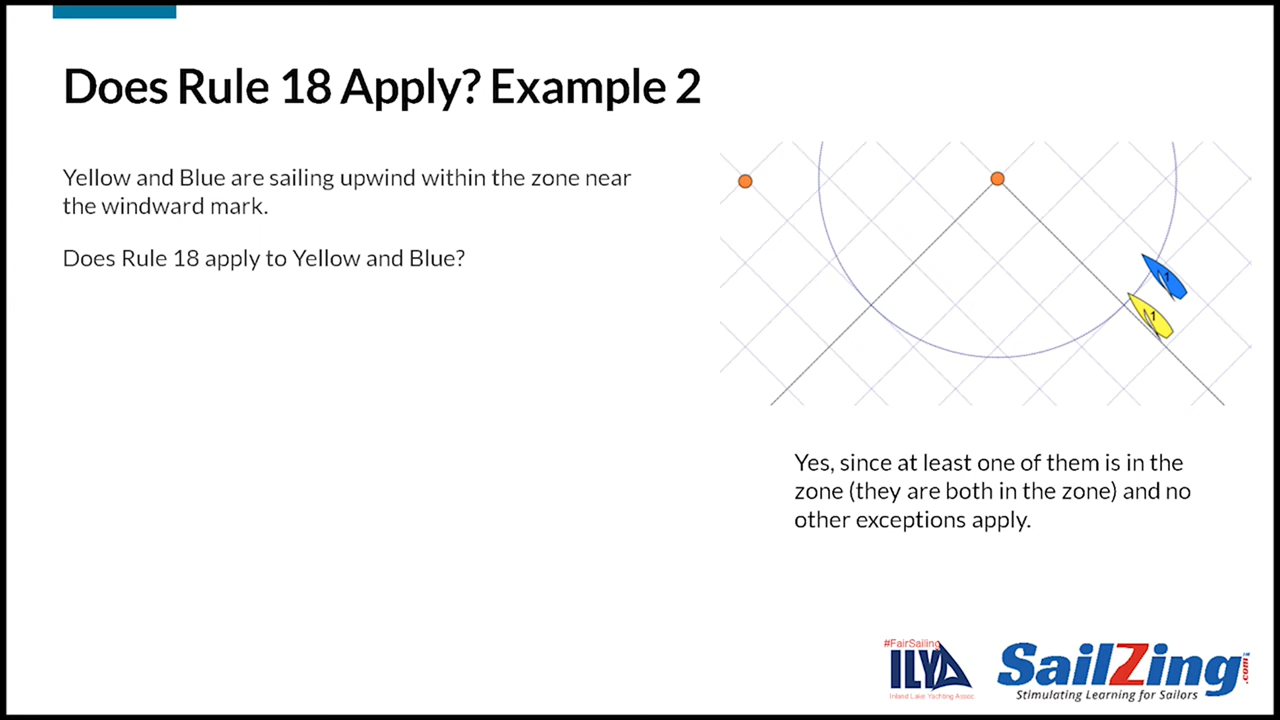 Does Rule 18 Apply? Example 2
Yellow and Blue are sailing upwind within the zone near
the windward mark.
Does Rule 18 apply to Yellow and Blue?
1
1
Yes, since at least one of them is in the
zone (they are both in the zone) and no
other exceptions apply.
#FairSailing
ILYA
Inland Lake Yachting Assoc.
SailZing.com
Stimulating Learning for Sailors